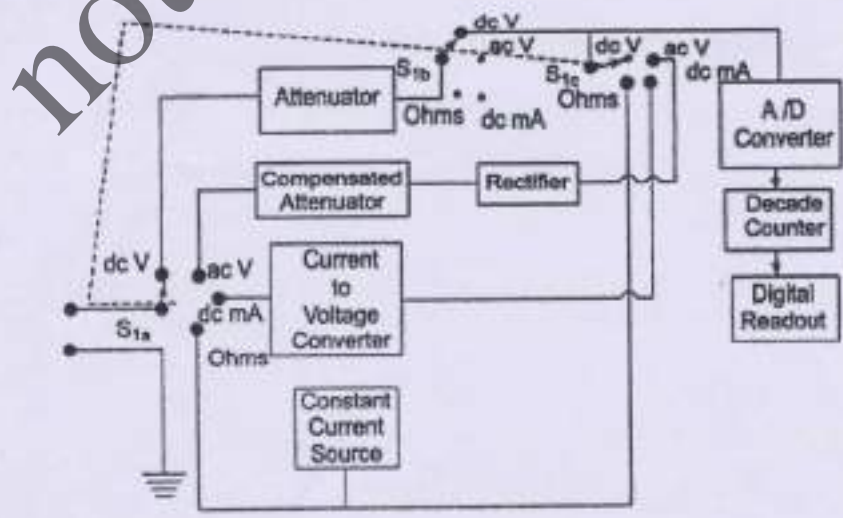 not
dc V
ac V
S1b
Attenuator
Ohms
dc mA
dc V
S1c
Ohms
ac V
dc mA
A/D
Converter
Compensated
Attenuator
Rectifier
Decade
Counter
dc V
ac V
Current
to
Voltage
Converter
dc mA
Digital
Readout
S1a
Ohms
Constant
Current
Source